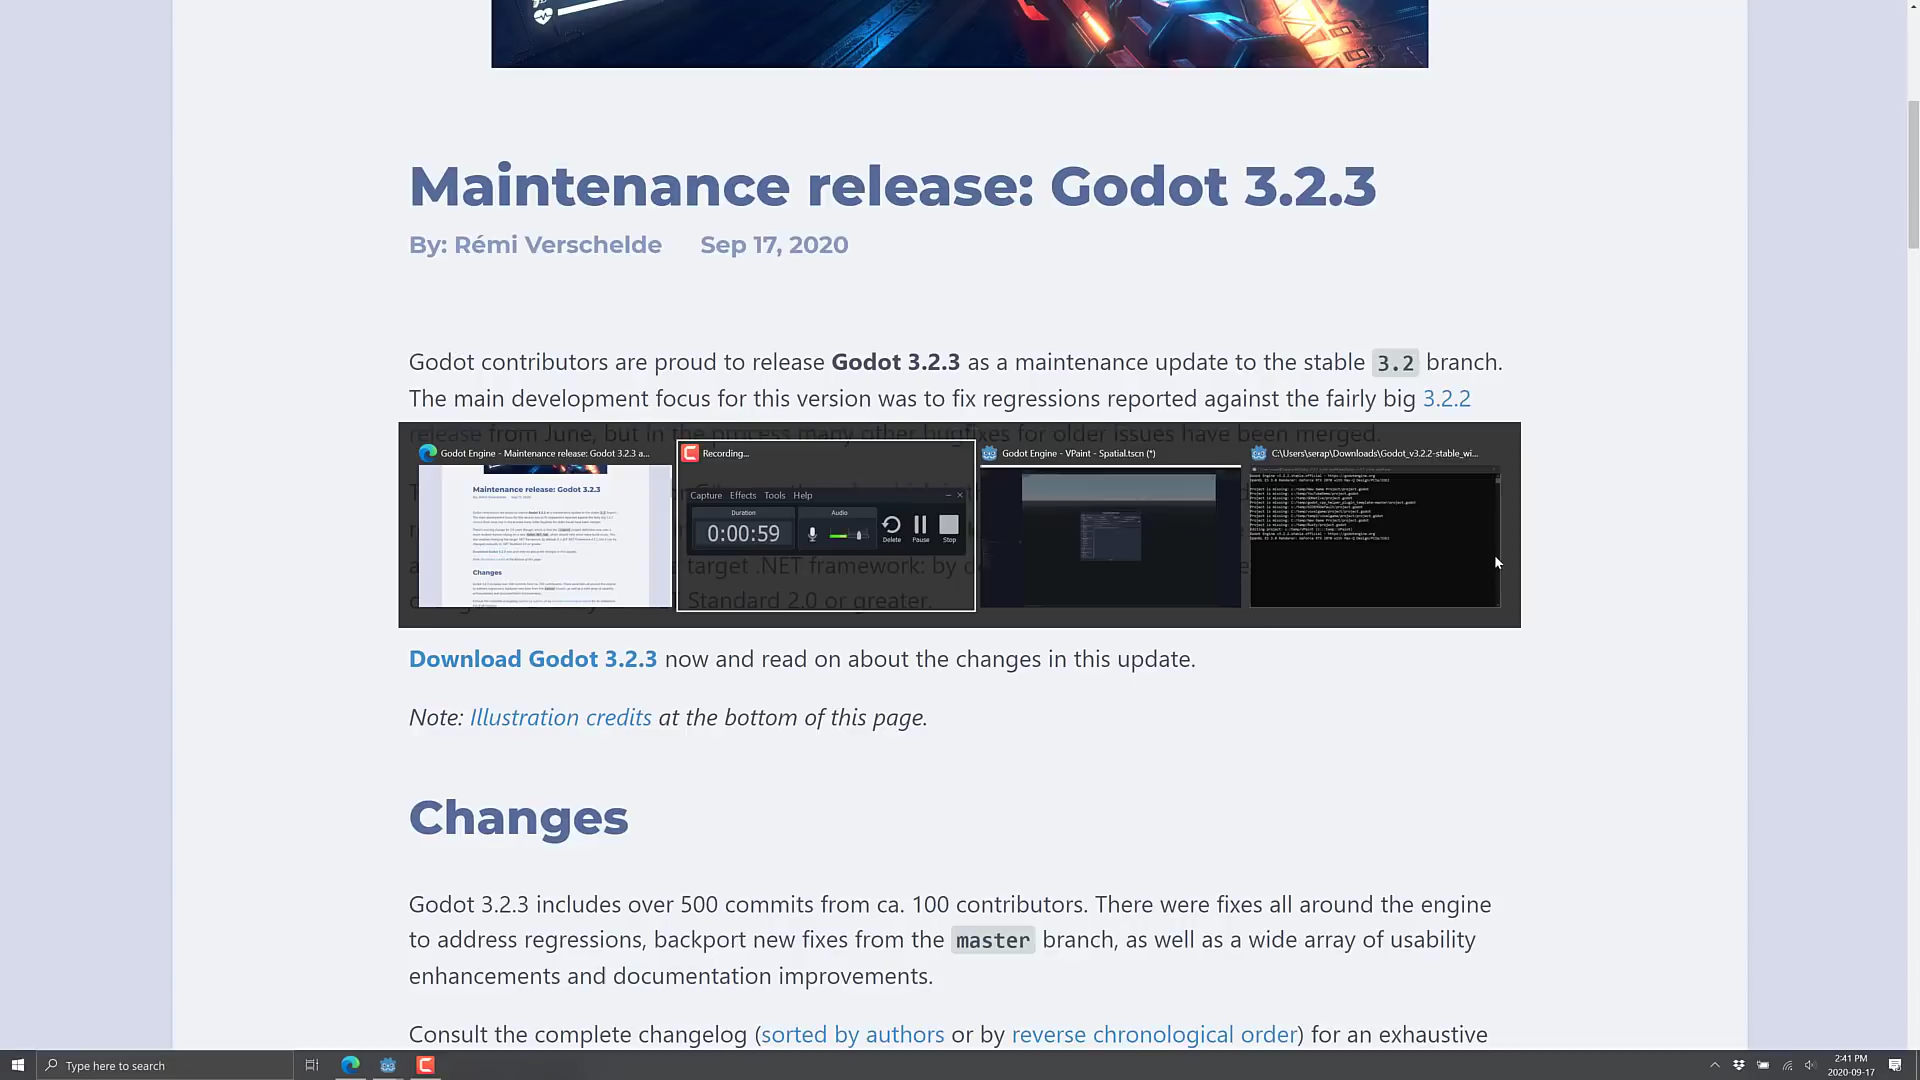 Maintenance release: Godot 3.2.3
By: Rémi Verschelde Sep 17, 2020
Godot contributors are proud to release Godot 3.2.3 as a maintenance update to the stable 3.2 branch.
The main development focus for this version was to fix regressions reported against the fairly big 3.2.2
release from June, but in the process many other bugfixes for older issues have been merged.
Godot Engine - Maintenance release: Godot 3.2.3 a...
Recording...
Godot Engine - VPaint - Spatial.tscn (*)
C:\Users\serap\Downloads\Godot_v3.2.2-stable_wi...
Maintenance release: Godot 3.2.3
Changes
Capture Effects Tools Help
Duration
0:00:59
Audio
Delete
Pause
Stop
target .NET framework: by
Standard 2.0 or greater.
Download Godot 3.2.3 now and read on about the changes in this update.
Note: Illustration credits at the bottom of this page.
Changes
Godot 3.2.3 includes over 500 commits from ca. 100 contributors. There were fixes all around the engine
to address regressions, backport new fixes from the master branch, as well as a wide array of usability
enhancements and documentation improvements.
Consult the complete changelog (sorted by authors or by reverse chronological order) for an exhaustive
Type here to search
2:41 PM
2020-09-17